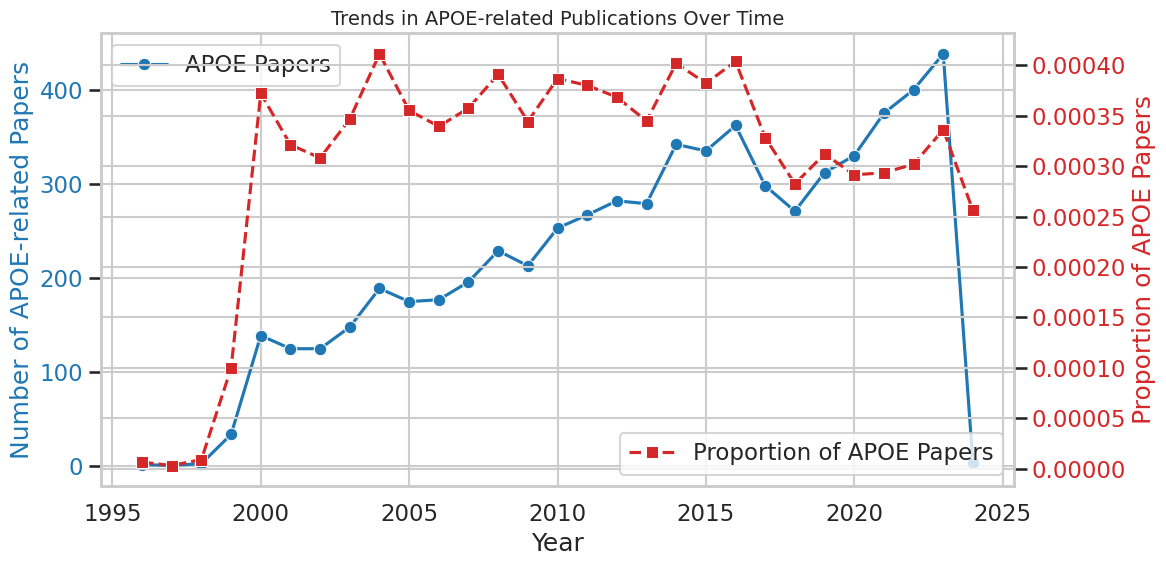 Trends in APOE-related Publications Over Time
APOE Papers
Proportion of APOE Papers
Number of APOE-related Papers
400
300
200
100
0
Proportion of APOE Papers
0.00040
0.00035
0.00030
0.00025
0.00020
0.00015
0.00010
0.00005
0.00000
1995 2000 2005 2010 2015 2020 2025
Year